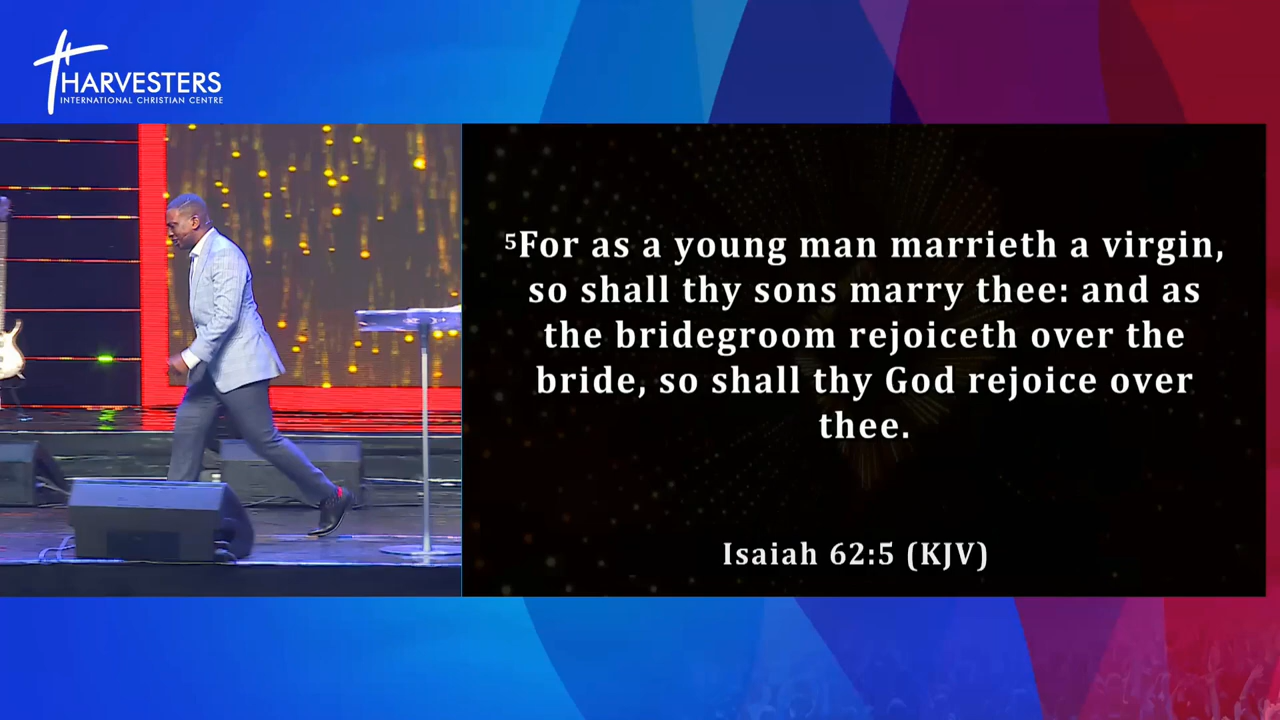 HARVESTERS
INTERNATIONAL CHRISTIAN CENTRE
⁵For as a young man marrieth a virgin,
so shall thy sons marry thee: and as
the bridegroom rejoiceth over the
bride, so shall thy God rejoice over
thee.
Isaiah 62:5 (KJV)